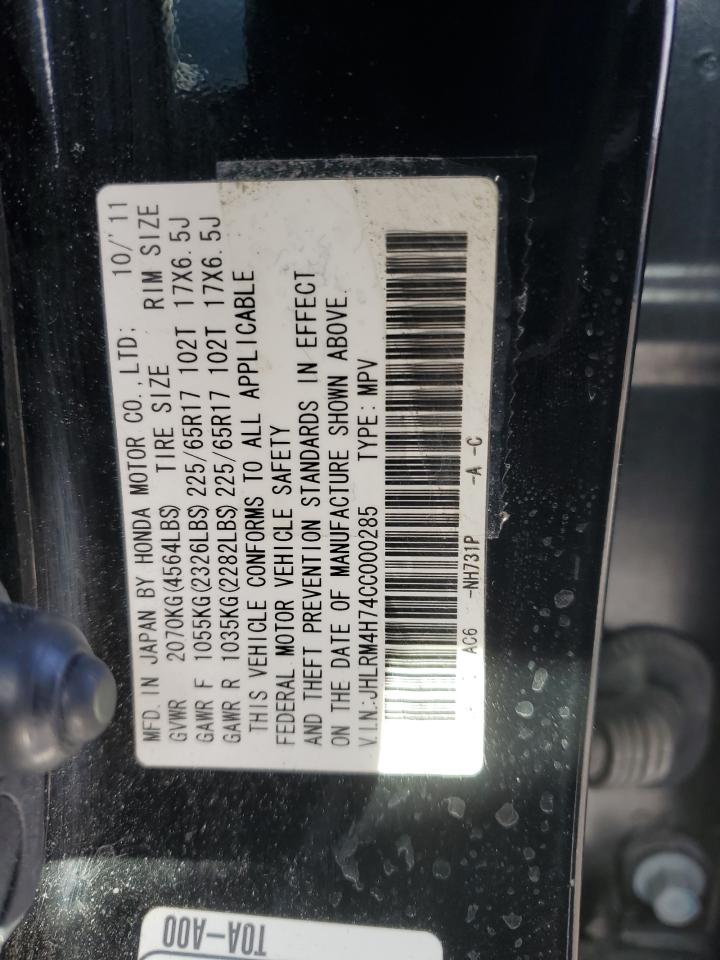 MFD. IN JAPAN BY HONDA MOTOR CO.,LTD. 10/'11
GVWR 2070KG(4564LBS) TIRE SIZE RIM SIZE
GAWR F 1055KG(2326LBS) 225/65R17 102T 17X6.5J
GAWR R 1035KG(2282LBS) 225/65R17 102T 17X6.5J
THIS VEHICLE CONFORMS TO ALL APPLICABLE
FEDERAL MOTOR VEHICLE SAFETY
AND THEFT PREVENTION STANDARDS IN EFFECT
ON THE DATE OF MANUFACTURE SHOWN ABOVE.
V.I.N.:JHLRM4H74CC000285 TYPE: MPV
AC6 -NH731P -A -C
T0A-A00